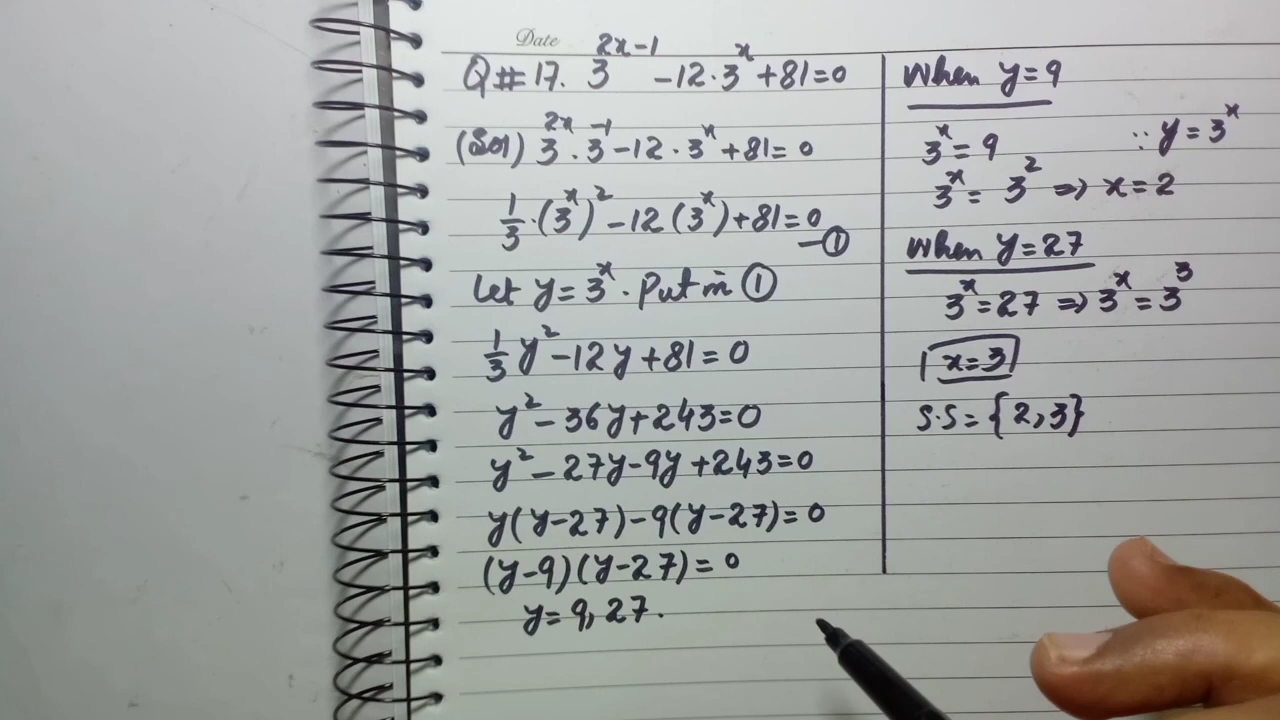 Date
Q#17. 3^{2x-1} -12·3^x +81=0
(Sol) 3^{2x}·3^{-1} -12·3^x +81=0
1/3·(3^x)^2 -12(3^x)+81=0 —①
Let y=3^x. Put in ①
1/3 y^2 -12y+81=0
y^2 -36y+243=0
y^2 -27y-9y+243=0
y(y-27)-9(y-27)=0
(y-9)(y-27)=0
y=9,27.
When y=9
3^x=9 ∵ y=3^x
3^x=3^2 ⇒ x=2
When y=27
3^x=27 ⇒ 3^x=3^3
x=3
S.S={2,3}